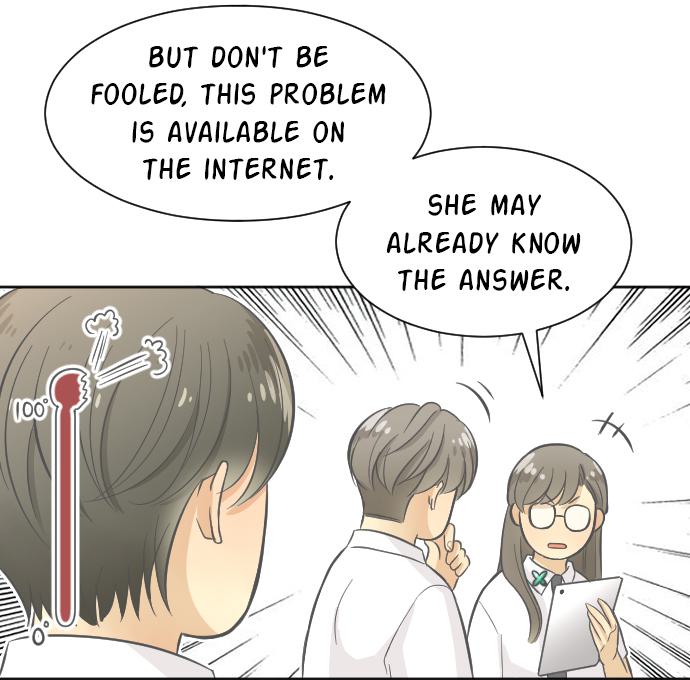 BUT DON'T BE
FOOLED, THIS PROBLEM
IS AVAILABLE ON
THE INTERNET.
SHE MAY
ALREADY KNOW
THE ANSWER.
100°
0°